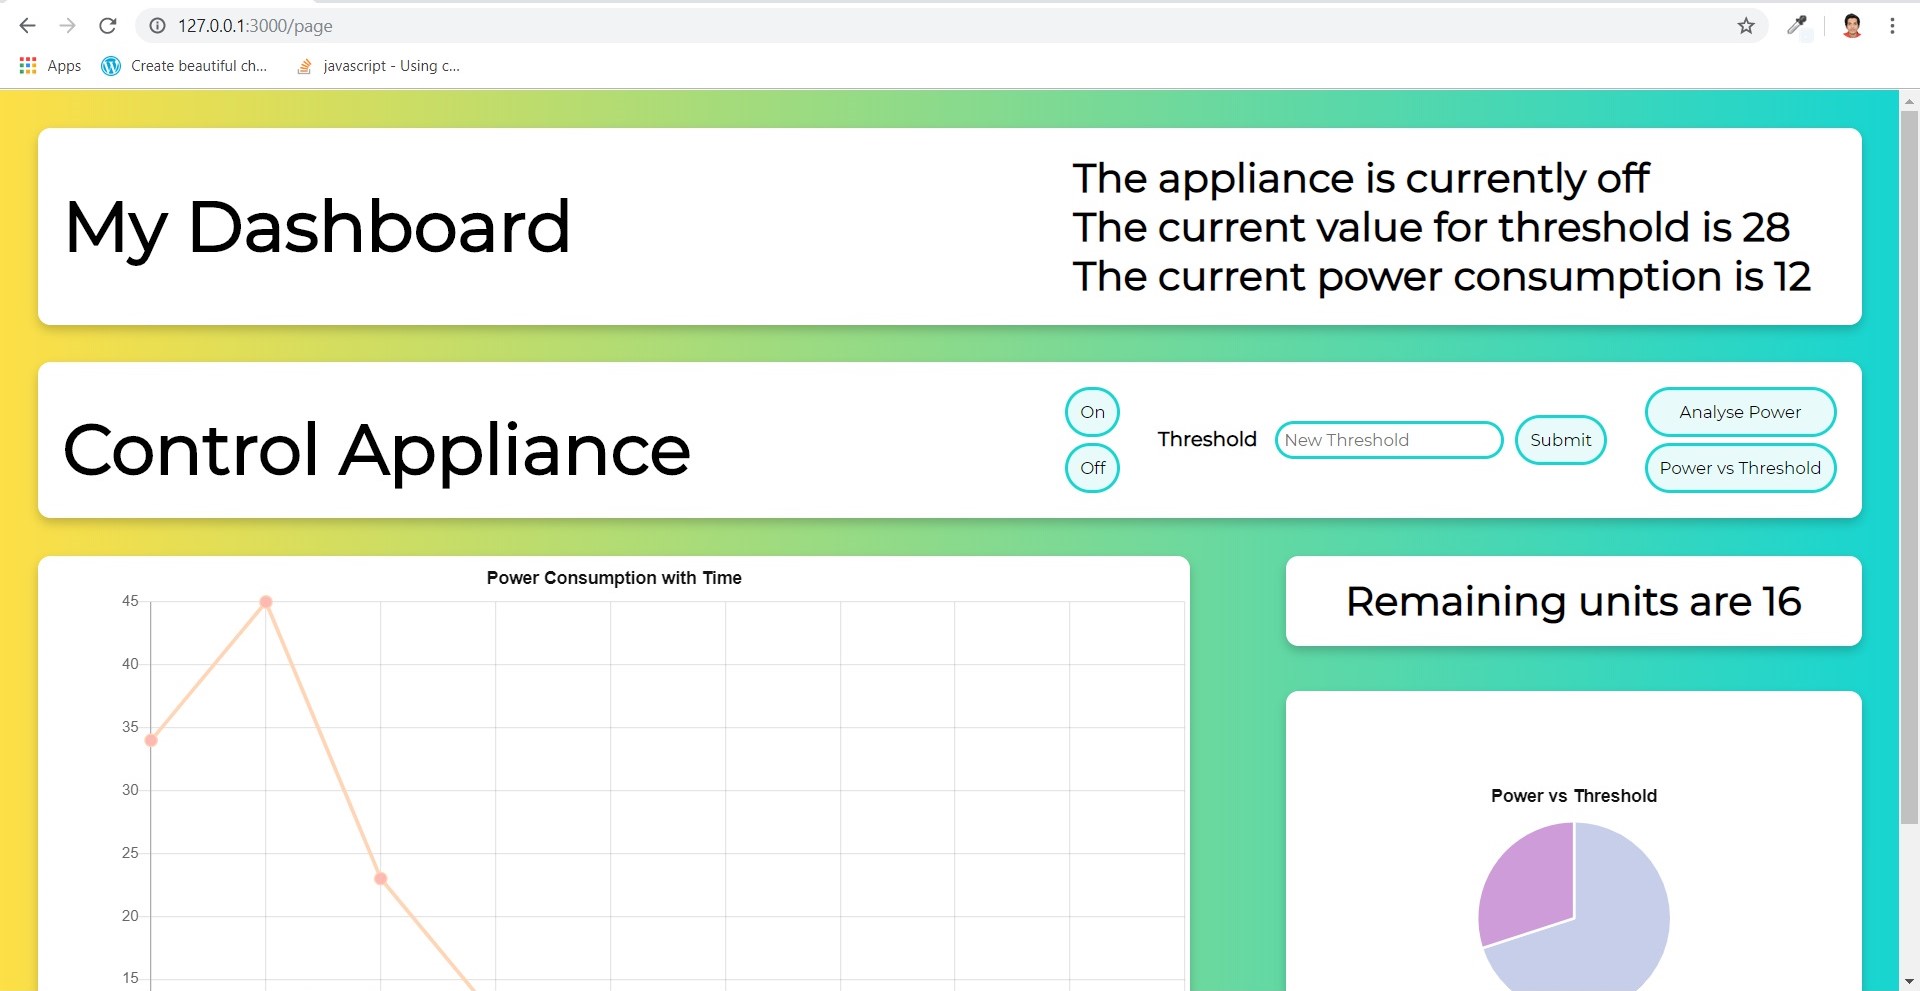 127.0.0.1:3000/page
Apps
Create beautiful ch...
javascript - Using c...
My Dashboard
The appliance is currently off
The current value for threshold is 28
The current power consumption is 12
Control Appliance
On
Off
Threshold
New Threshold
Submit
Analyse Power
Power vs Threshold
Power Consumption with Time
45
40
35
30
25
20
15
Remaining units are 16
Power vs Threshold